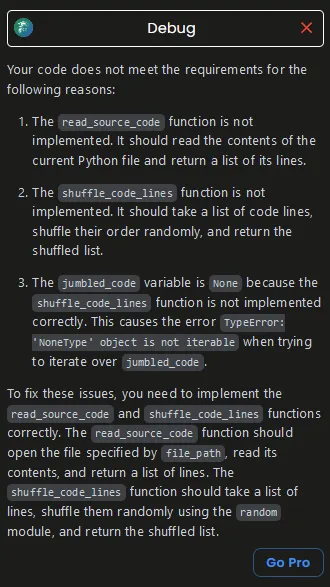 Debug
Your code does not meet the requirements for the
following reasons:
1. The read_source_code function is not
implemented. It should read the contents of the
current Python file and return a list of its lines.
2. The shuffle_code_lines function is not
implemented. It should take a list of code lines,
shuffle their order randomly, and return the
shuffled list.
3. The jumbled_code variable is None because the
shuffle_code_lines function is not implemented
correctly. This causes the error TypeError:
'NoneType' object is not iterable when trying
to iterate over jumbled_code.
To fix these issues, you need to implement the
read_source_code and shuffle_code_lines functions
correctly. The read_source_code function should
open the file specified by file_path, read its
contents, and return a list of lines. The
shuffle_code_lines function should take a list of
lines, shuffle them randomly using the random
module, and return the shuffled list.
Go Pro